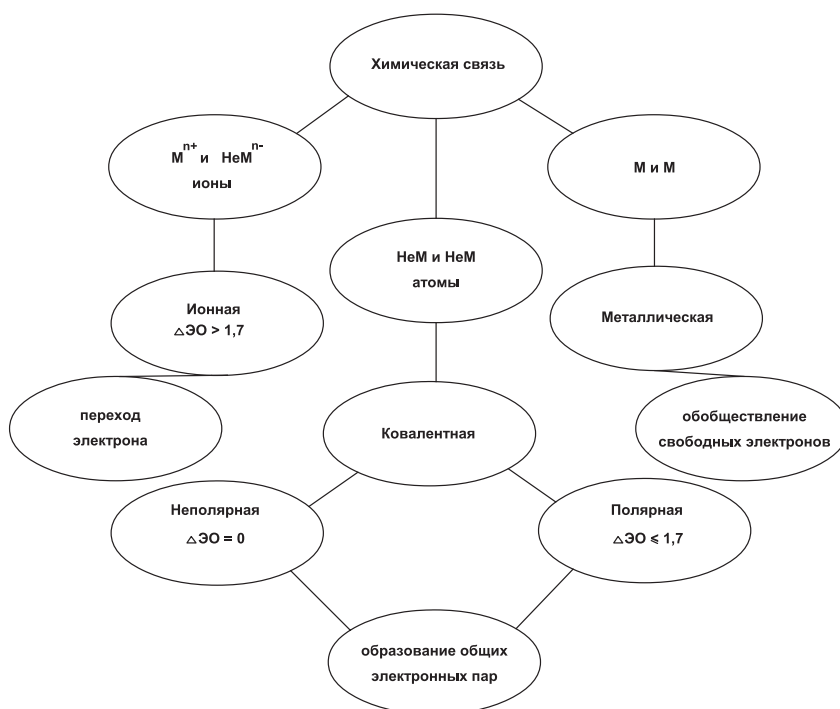 Химическая связь
Mⁿ⁺ и НеМⁿ⁻
ионы
М и М
НеМ и НеМ
атомы
Ионная
△ЭО > 1,7
Металлическая
переход
электрона
Ковалентная
обобществление
свободных электронов
Неполярная
△ЭО = 0
Полярная
△ЭО ⩽ 1,7
образование общих
электронных пар